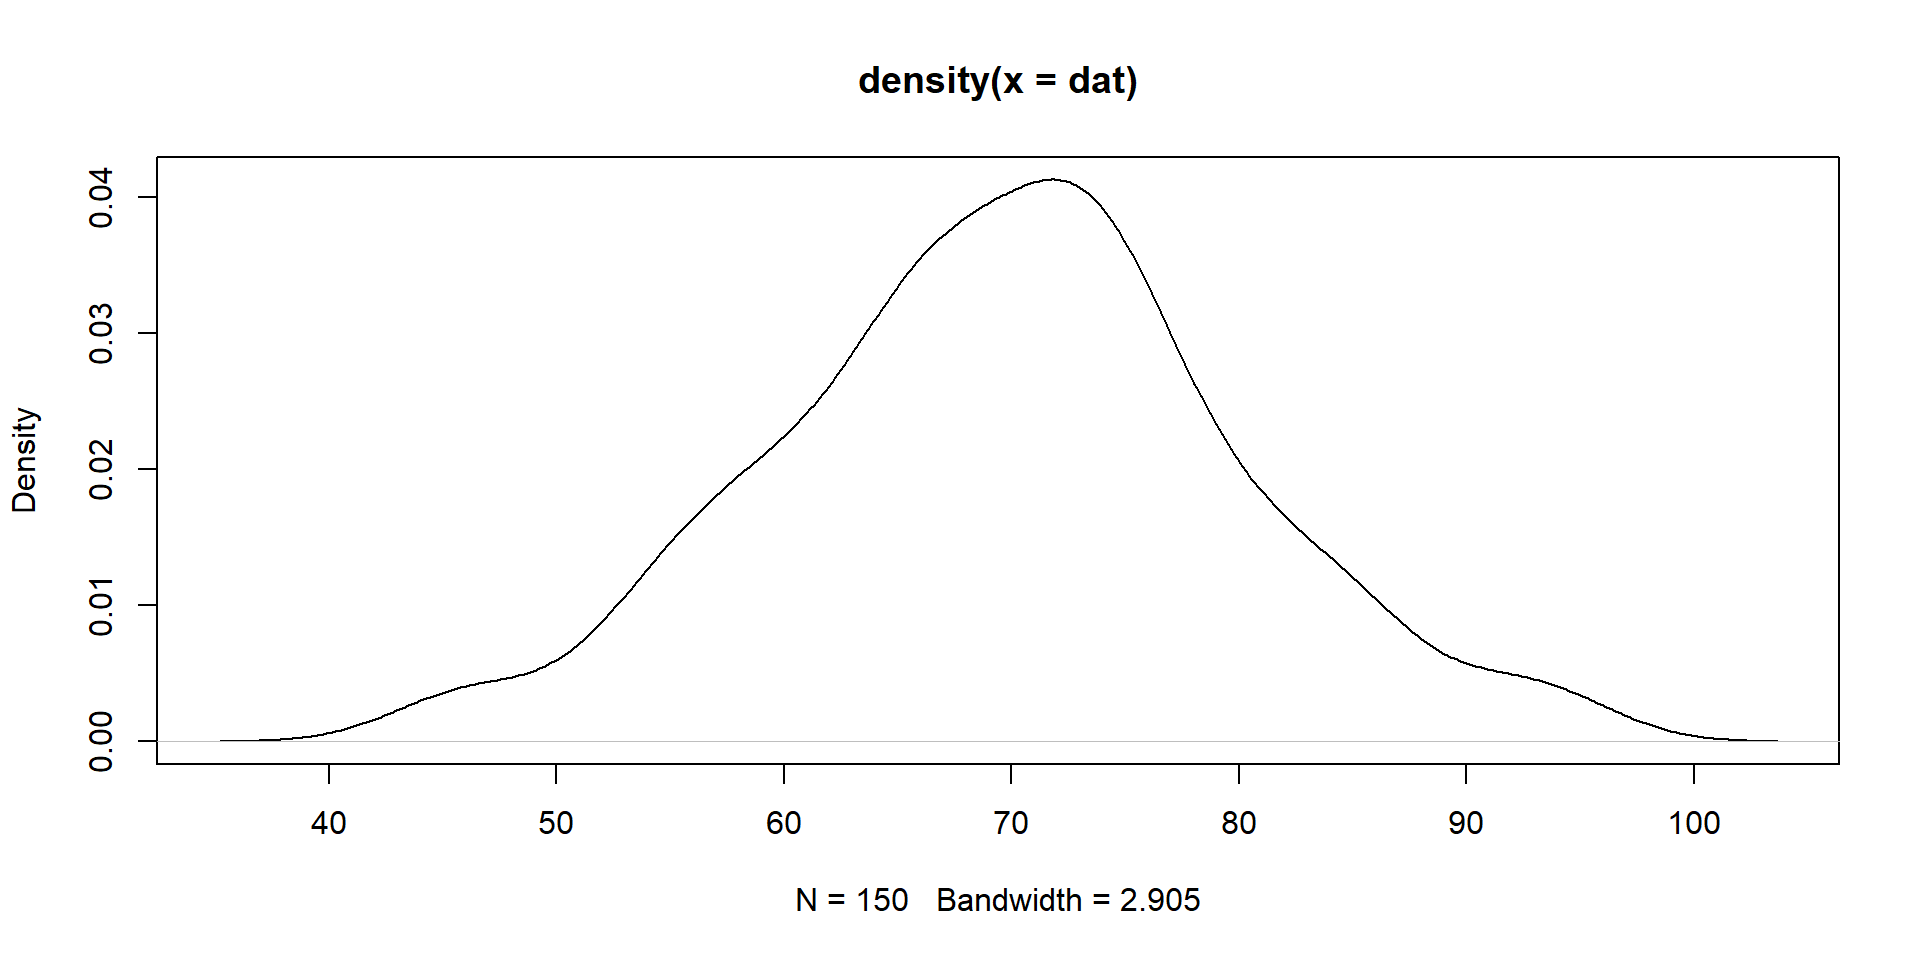 density(x = dat)
Density
0.04
0.03
0.02
0.01
0.00
40 50 60 70 80 90 100
N = 150 Bandwidth = 2.905